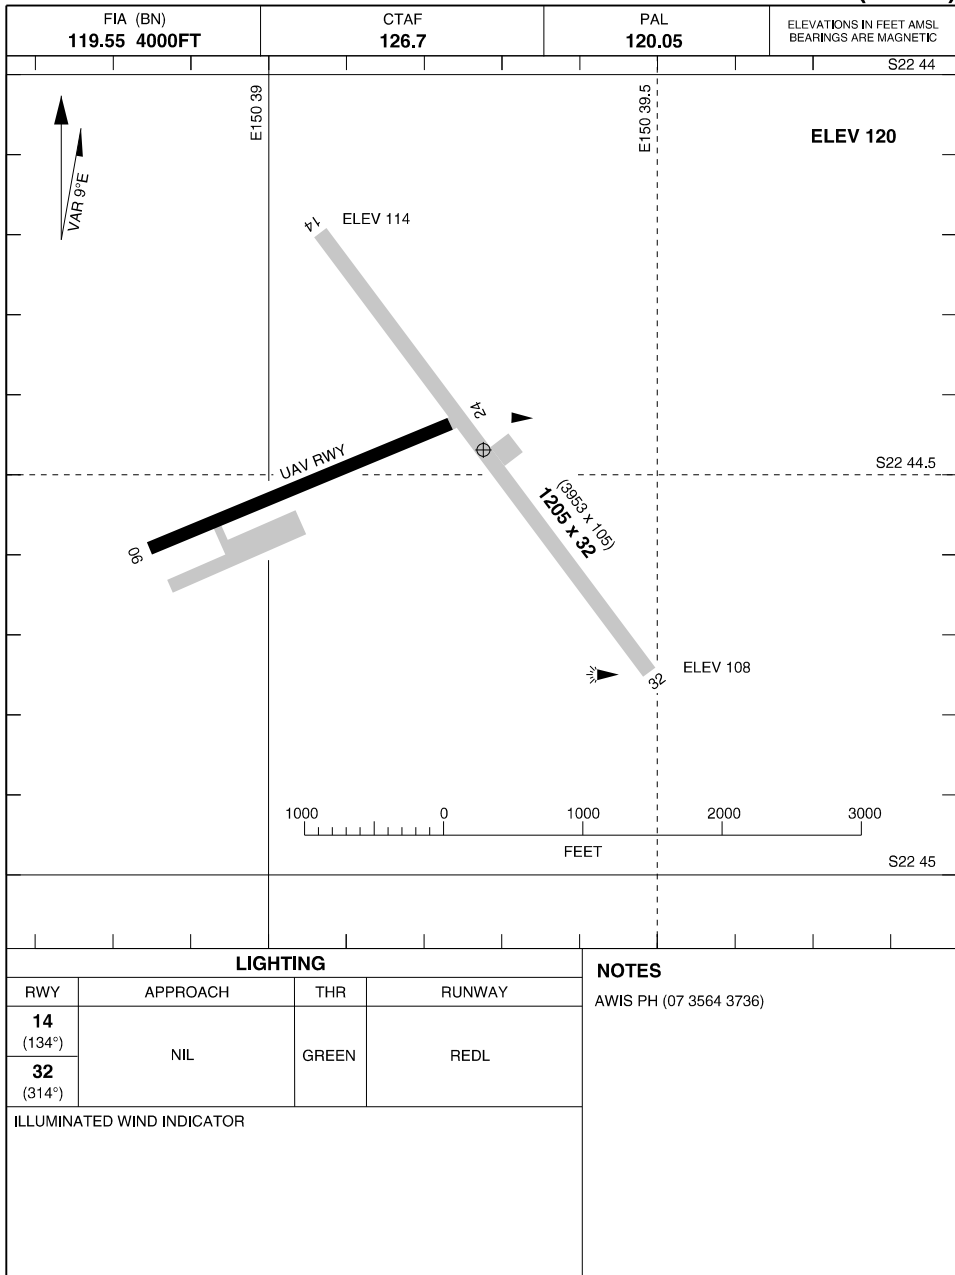 FIA (BN)
119.55 4000FT
CTAF
126.7
PAL
120.05
ELEVATIONS IN FEET AMSL
BEARINGS ARE MAGNETIC
S22 44
E150 39
E150 39.5
ELEV 120
VAR 9°E
14
ELEV 114
24
UAV RWY
S22 44.5
(3953 x 105)
1205 x 32
06
ELEV 108
32
1000 0 1000 2000 3000
FEET
S22 45
LIGHTING
RWY APPROACH THR RUNWAY
14
(134°)
NIL GREEN REDL
32
(314°)
ILLUMINATED WIND INDICATOR
NOTES
AWIS PH (07 3564 3736)